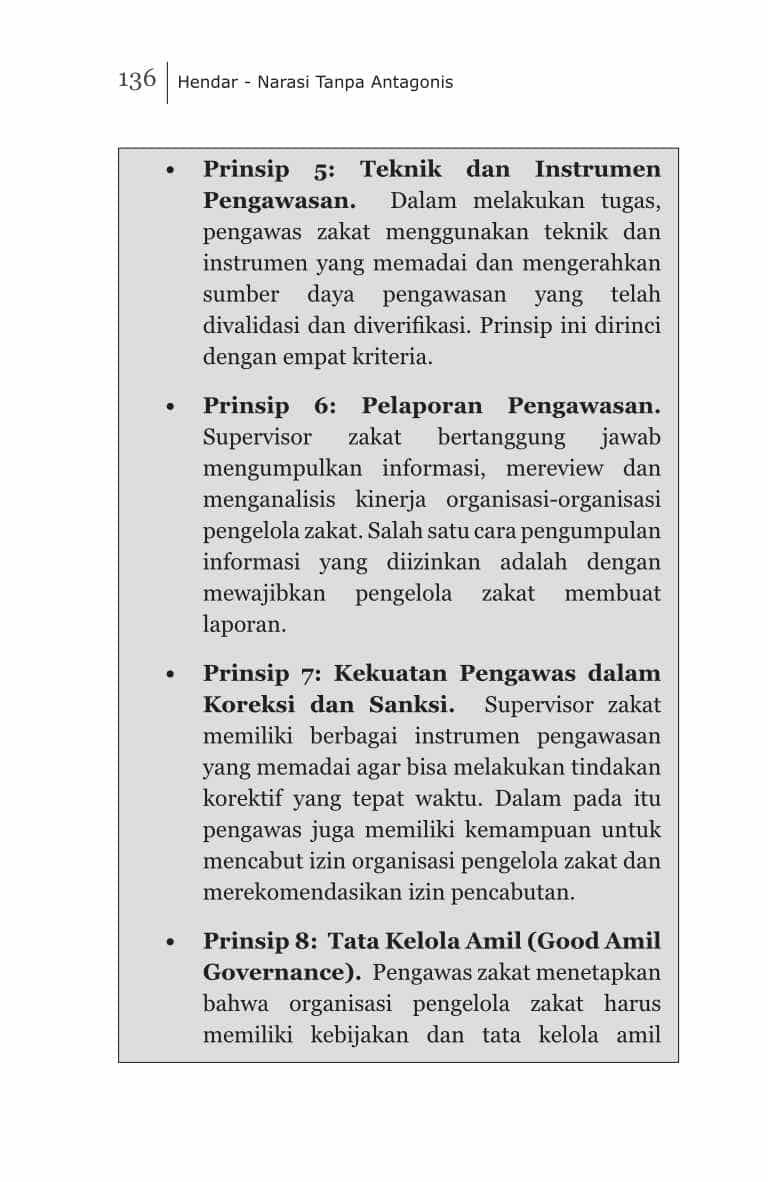 136 Hendar - Narasi Tanpa Antagonis
• Prinsip 5: Teknik dan Instrumen
Pengawasan. Dalam melakukan tugas,
pengawas zakat menggunakan teknik dan
instrumen yang memadai dan mengerahkan
sumber daya pengawasan yang telah
divalidasi dan diverifikasi. Prinsip ini dirinci
dengan empat kriteria.
• Prinsip 6: Pelaporan Pengawasan.
Supervisor zakat bertanggung jawab
mengumpulkan informasi, mereview dan
menganalisis kinerja organisasi-organisasi
pengelola zakat. Salah satu cara pengumpulan
informasi yang diizinkan adalah dengan
mewajibkan pengelola zakat membuat
laporan.
• Prinsip 7: Kekuatan Pengawas dalam
Koreksi dan Sanksi. Supervisor zakat
memiliki berbagai instrumen pengawasan
yang memadai agar bisa melakukan tindakan
korektif yang tepat waktu. Dalam pada itu
pengawas juga memiliki kemampuan untuk
mencabut izin organisasi pengelola zakat dan
merekomendasikan izin pencabutan.
• Prinsip 8: Tata Kelola Amil (Good Amil
Governance). Pengawas zakat menetapkan
bahwa organisasi pengelola zakat harus
memiliki kebijakan dan tata kelola amil